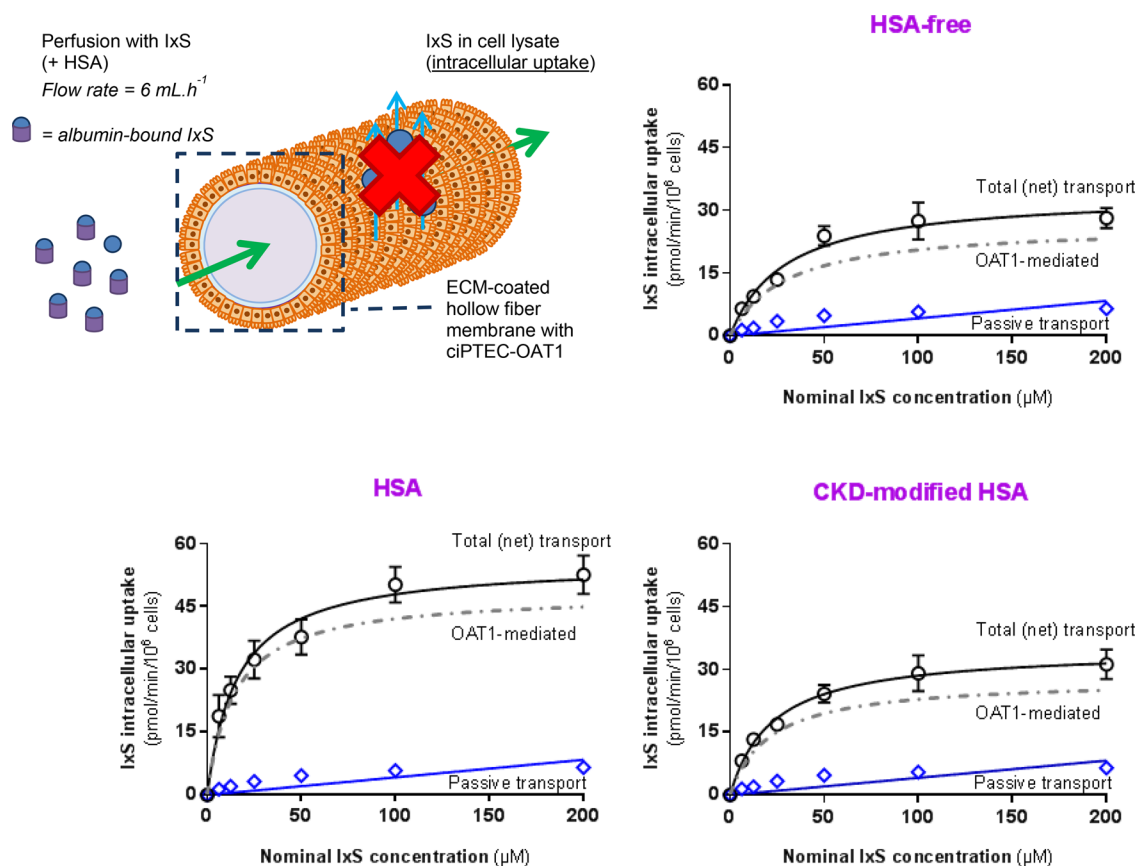 Perfusion with IxS
(+ HSA)
Flow rate = 6 mL.h-1
= albumin-bound IxS
IxS in cell lysate
(intracellular uptake)
ECM-coated
hollow fiber
membrane with
ciPTEC-OAT1
HSA-free
60
45
30
15
0
IxS intracellular uptake
(pmol/min/10⁶ cells)
Total (net) transport
OAT1-mediated
Passive transport
0 50 100 150 200
Nominal IxS concentration (µM)
HSA
60
45
30
15
0
IxS intracellular uptake
(pmol/min/10⁶ cells)
Total (net) transport
OAT1-mediated
Passive transport
0 50 100 150 200
Nominal IxS concentration (µM)
CKD-modified HSA
60
45
30
15
0
IxS intracellular uptake
(pmol/min/10⁶ cells)
Total (net) transport
OAT1-mediated
Passive transport
0 50 100 150 200
Nominal IxS concentration (µM)